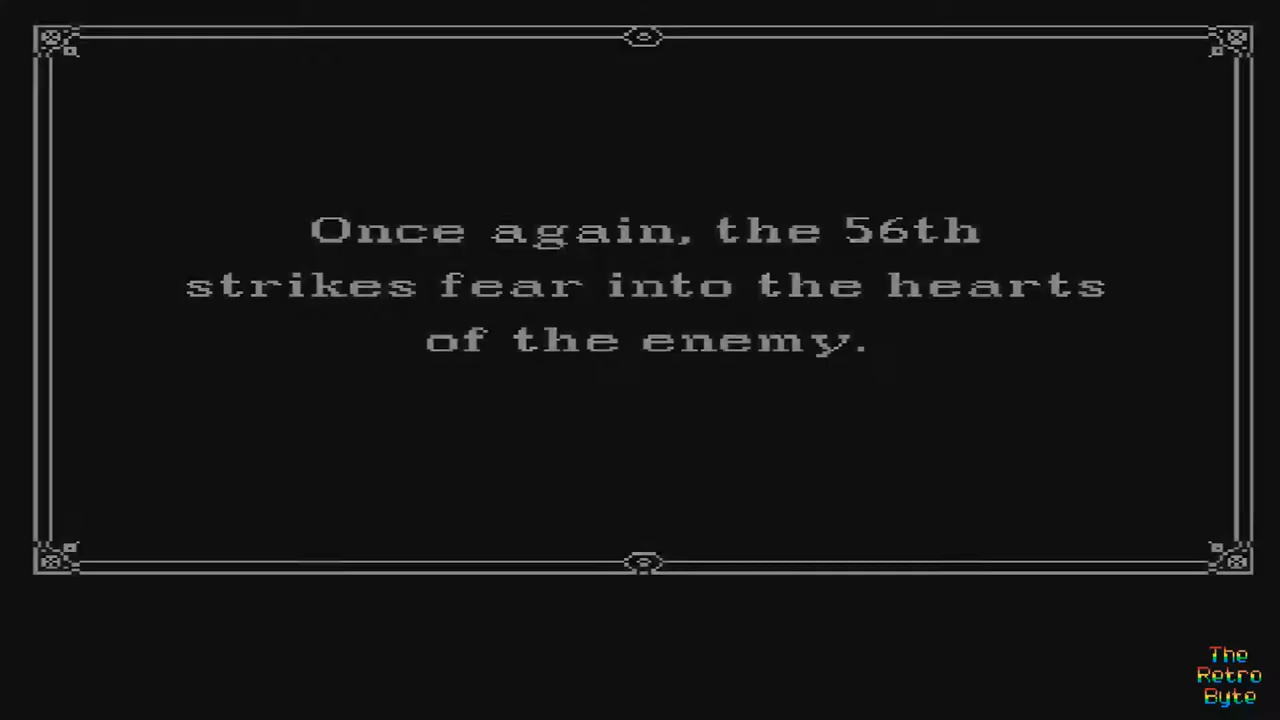 Once again, the 56th
strikes fear into the hearts
of the enemy.
The
Retro
Byte